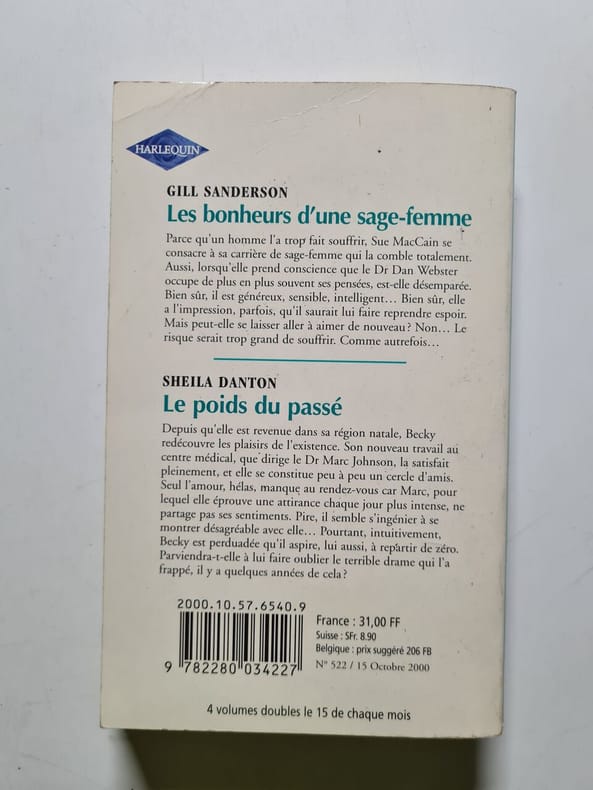 HARLEQUIN
GILL SANDERSON
Les bonheurs d'une sage-femme
Parce qu'un homme l'a trop fait souffrir, Sue MacCain se
consacre à sa carrière de sage-femme qui la comble totalement.
Aussi, lorsqu'elle prend conscience que le Dr Dan Webster
occupe de plus en plus souvent ses pensées, est-elle désemparée.
Bien sûr, il est généreux, sensible, intelligent... Bien sûr, elle
a l'impression, parfois, qu'il saurait lui faire reprendre espoir.
Mais peut-elle se laisser aller à aimer de nouveau ? Non... Le
risque serait trop grand de souffrir. Comme autrefois...
SHEILA DANTON
Le poids du passé
Depuis qu'elle est revenue dans sa région natale, Becky
redécouvre les plaisirs de l'existence. Son nouveau travail au
centre médical, que dirige le Dr Marc Johnson, la satisfait
pleinement, et elle se constitue peu à peu un cercle d'amis.
Seul l'amour, hélas, manque au rendez-vous car Marc, pour
lequel elle éprouve une attirance chaque jour plus intense, ne
partage pas ses sentiments. Pire, il semble s'ingénier à se
montrer désagréable avec elle... Pourtant, intuitivement,
Becky est perduadée qu'il aspire, lui aussi, à repartir de zéro.
Parviendra-t-elle à lui faire oublier le terrible drame qui l'a
frappé, il y a quelques années de cela ?
2000.10.57.6540.9
9 782280 034227
France : 31,00 FF
Suisse : SFr. 8.90
Belgique : prix suggéré 206 FB
N° 522 / 15 Octobre 2000
4 volumes doubles le 15 de chaque mois